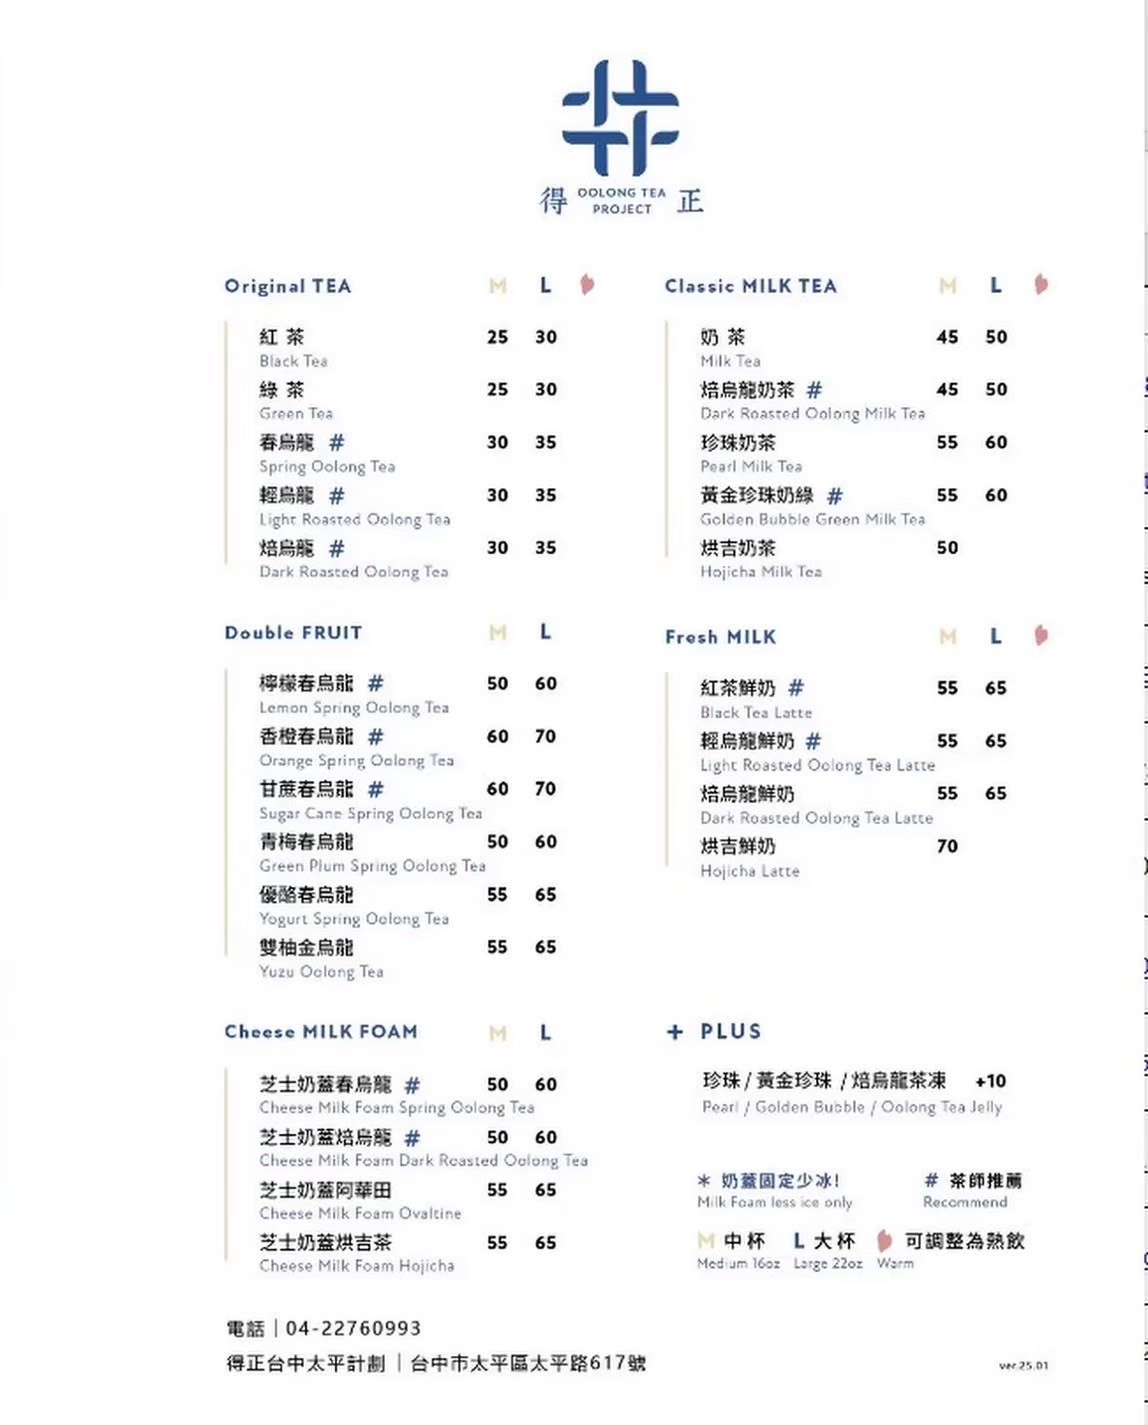 得 OOLONG TEA PROJECT 正
Original TEA M L
紅 茶 25 30
Black Tea
綠 茶 25 30
Green Tea
春烏龍 # 30 35
Spring Oolong Tea
輕烏龍 # 30 35
Light Roasted Oolong Tea
焙烏龍 # 30 35
Dark Roasted Oolong Tea
Double FRUIT M L
檸檬春烏龍 # 50 60
Lemon Spring Oolong Tea
香橙春烏龍 # 60 70
Orange Spring Oolong Tea
甘蔗春烏龍 # 60 70
Sugar Cane Spring Oolong Tea
青梅春烏龍 50 60
Green Plum Spring Oolong Tea
優酪春烏龍 55 65
Yogurt Spring Oolong Tea
雙柚金烏龍 55 65
Yuzu Oolong Tea
Cheese MILK FOAM M L
芝士奶蓋春烏龍 # 50 60
Cheese Milk Foam Spring Oolong Tea
芝士奶蓋焙烏龍 # 50 60
Cheese Milk Foam Dark Roasted Oolong Tea
芝士奶蓋阿華田 55 65
Cheese Milk Foam Ovaltine
芝士奶蓋烘吉茶 55 65
Cheese Milk Foam Hojicha
Classic MILK TEA M L
奶 茶 45 50
Milk Tea
焙烏龍奶茶 # 45 50
Dark Roasted Oolong Milk Tea
珍珠奶茶 55 60
Pearl Milk Tea
黃金珍珠奶綠 # 55 60
Golden Bubble Green Milk Tea
烘吉奶茶 50
Hojicha Milk Tea
Fresh MILK M L
紅茶鮮奶 # 55 65
Black Tea Latte
輕烏龍鮮奶 # 55 65
Light Roasted Oolong Tea Latte
焙烏龍鮮奶 55 65
Dark Roasted Oolong Tea Latte
烘吉鮮奶 70
Hojicha Latte
+ PLUS
珍珠 / 黃金珍珠 / 焙烏龍茶凍 +10
Pearl / Golden Bubble / Oolong Tea Jelly
* 奶蓋固定少冰! # 茶師推薦
Milk Foam less ice only Recommend
M 中杯 L 大杯 可調整為熱飲
Medium 16oz Large 22oz Warm
電話｜04-22760993
得正台中太平計劃｜台中市太平區太平路617號
ver.25.01